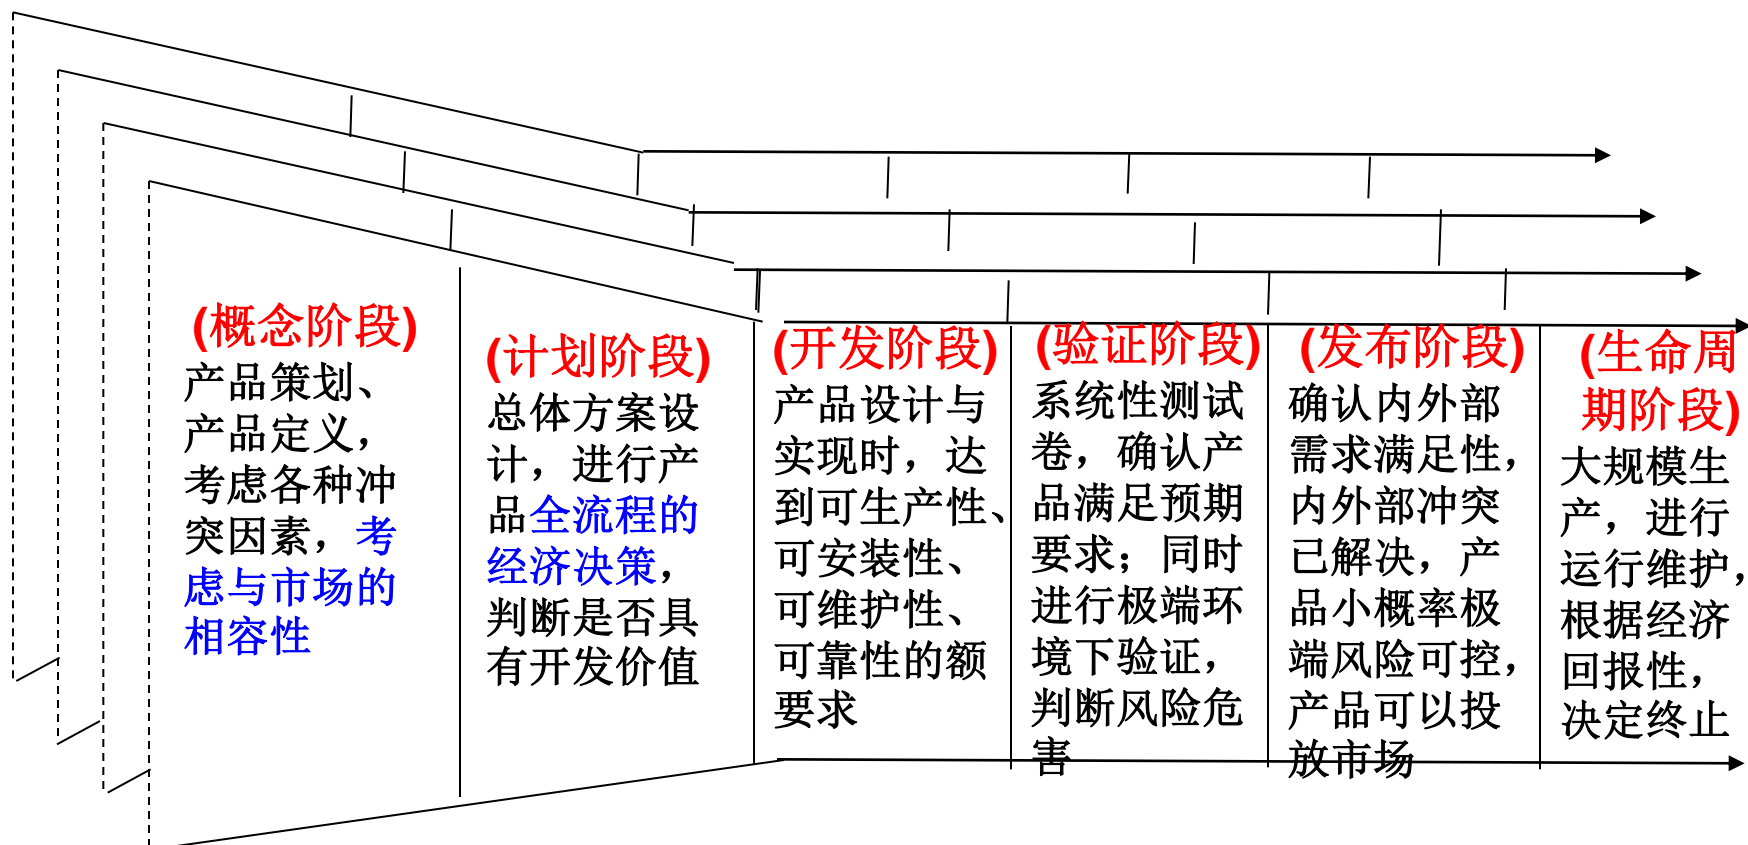 (概念阶段)
产品策划、
产品定义，
考虑各种冲
突因素，考
虑与市场的
相容性
(计划阶段)
总体方案设
计，进行产
品全流程的
经济决策，
判断是否具
有开发价值
(开发阶段)
产品设计与
实现时，达
到可生产性、
可安装性、
可维护性、
可靠性的额
要求
(验证阶段)
系统性测试
卷，确认产
品满足预期
要求；同时
进行极端环
境下验证，
判断风险危
害
(发布阶段)
确认内外部
需求满足性，
内外部冲突
已解决，产
品小概率极
端风险可控，
产品可以投
放市场
(生命周
期阶段)
大规模生
产，进行
运行维护，
根据经济
回报性，
决定终止